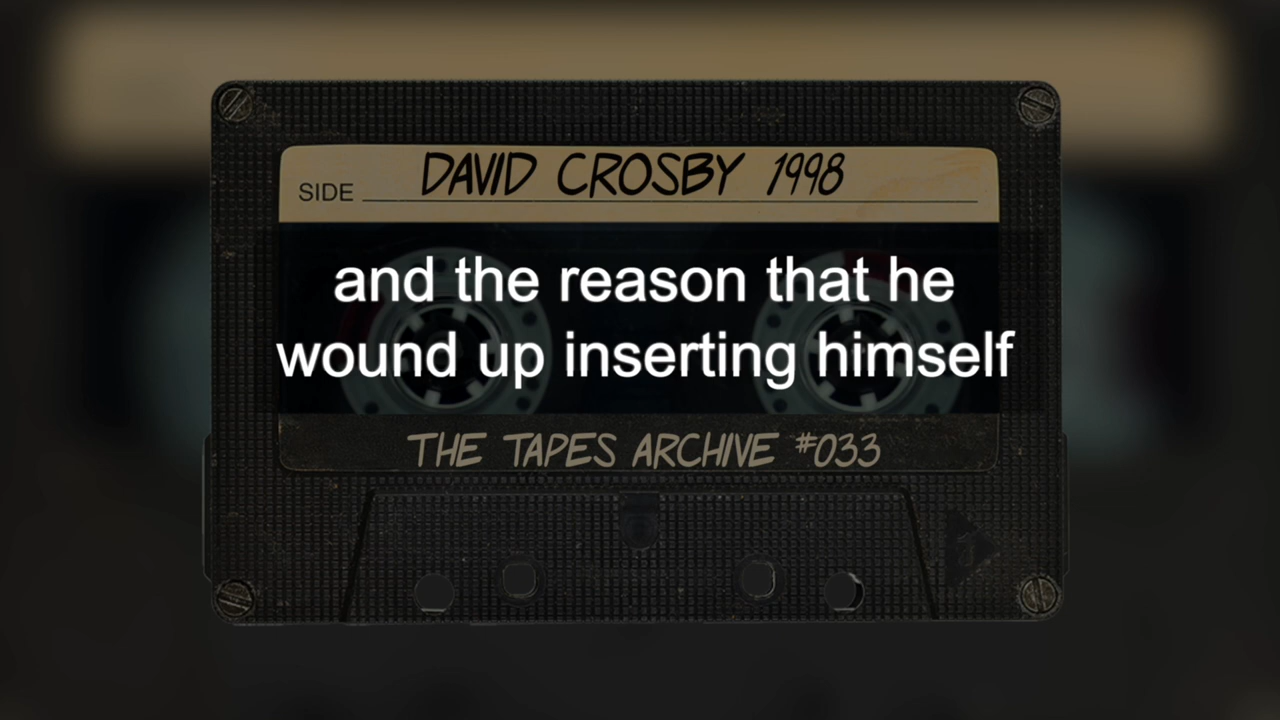 DAVID CROSBY 1998
SIDE
and the reason that he
wound up inserting himself
THE TAPES ARCHIVE #033